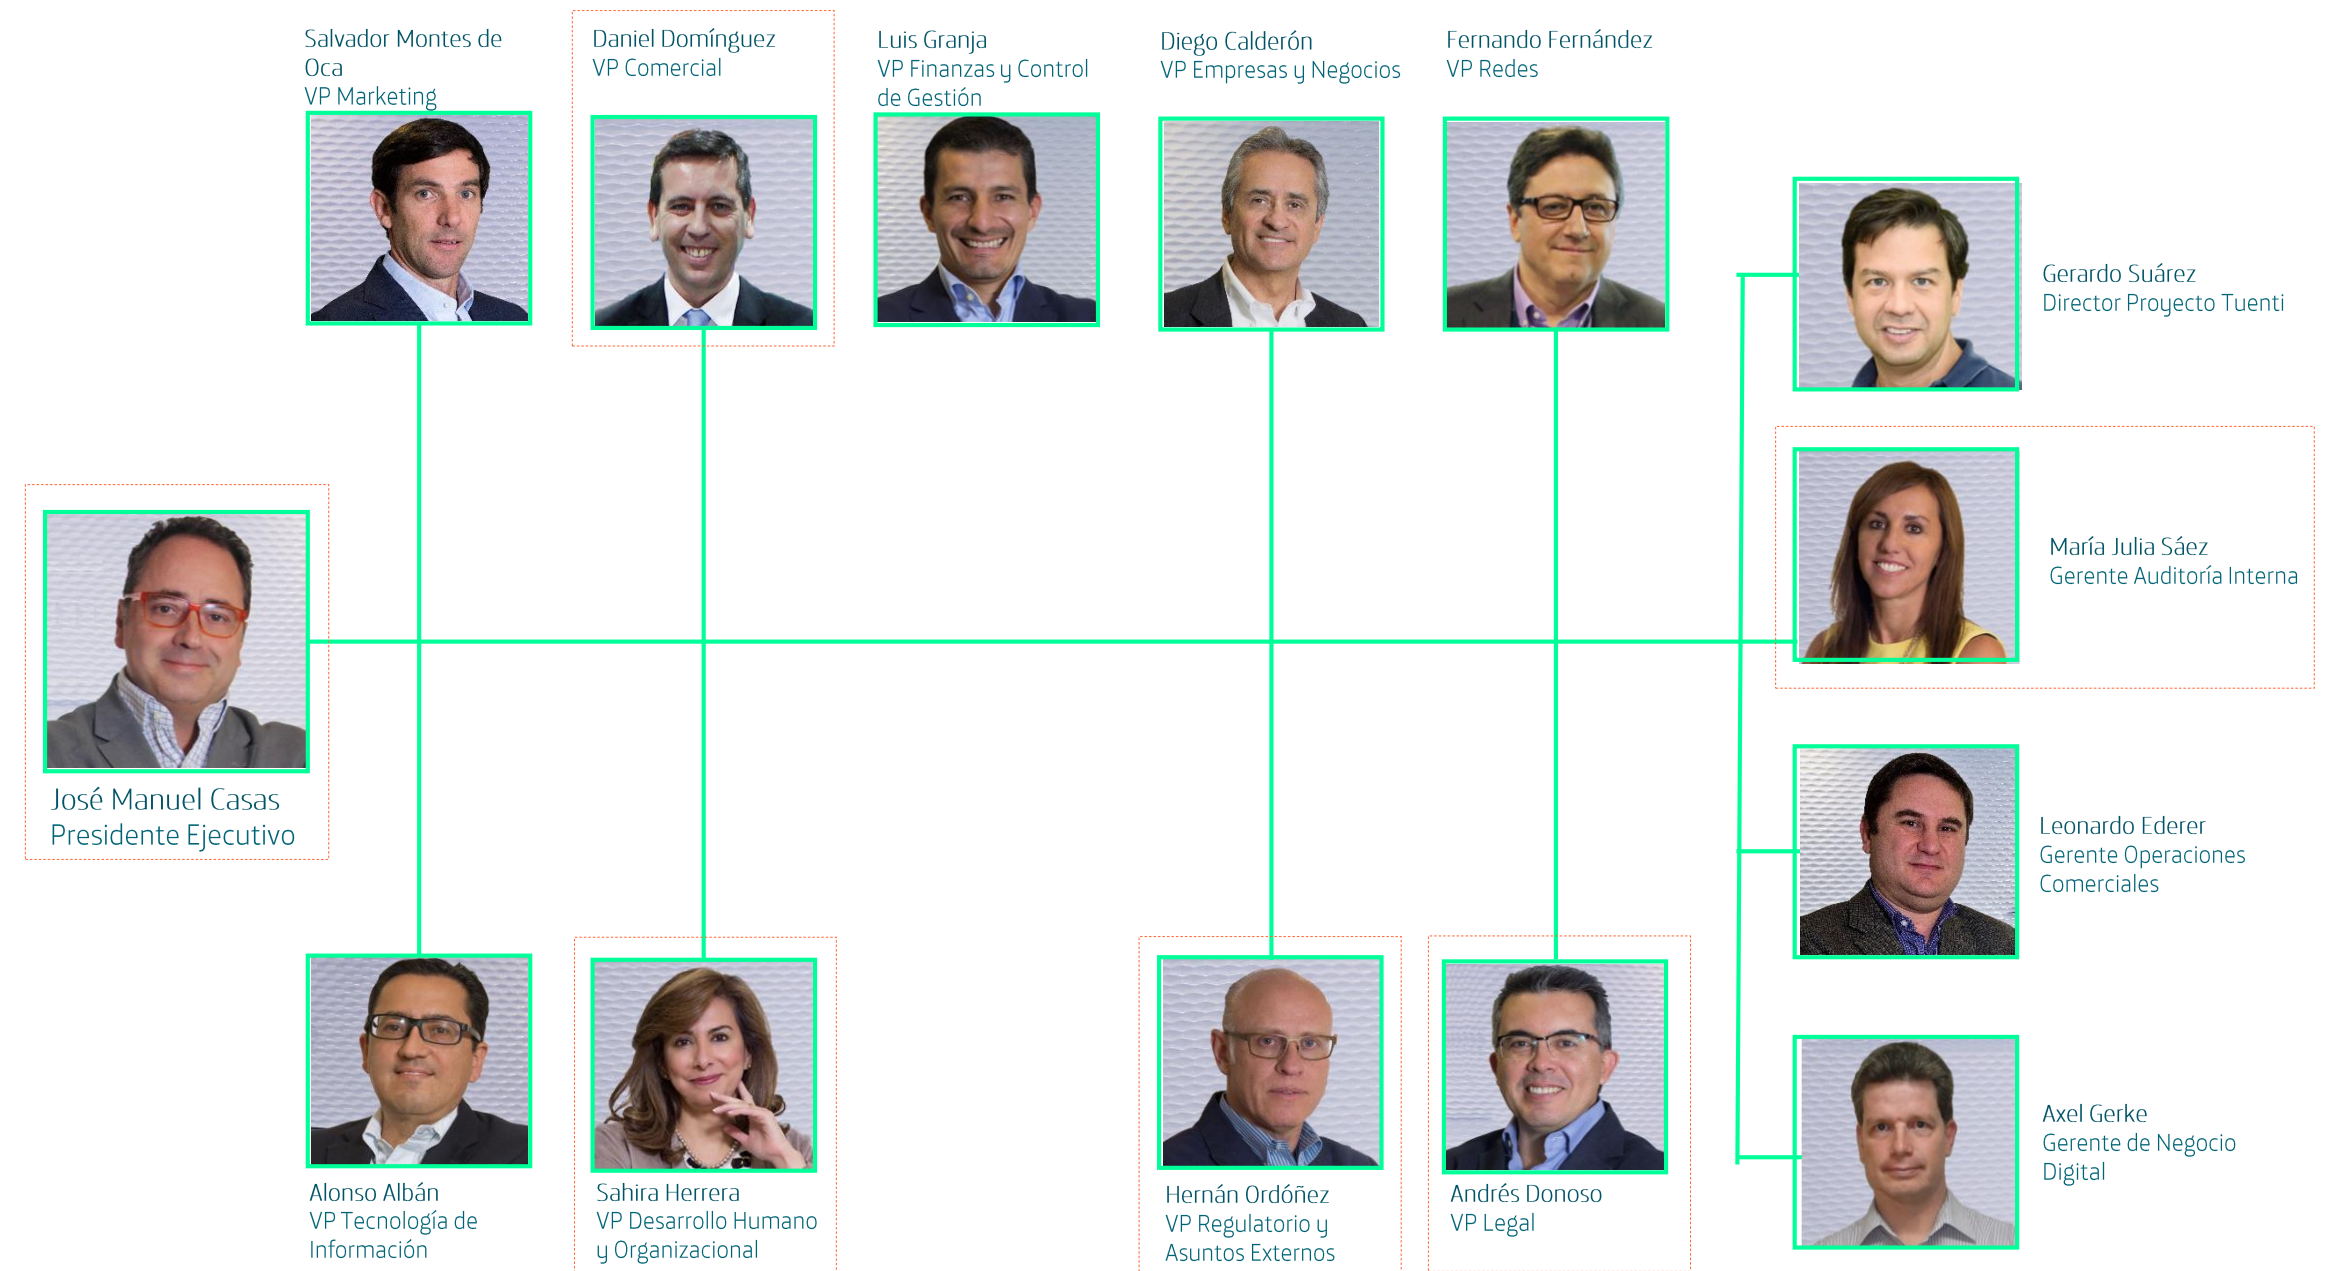 Salvador Montes de
Oca
VP Marketing
Daniel Domínguez
VP Comercial
Luis Granja
VP Finanzas y Control
de Gestión
Diego Calderón
VP Empresas y Negocios
Fernando Fernández
VP Redes
Gerardo Suárez
Director Proyecto Tuenti
María Julia Sáez
Gerente Auditoría Interna
José Manuel Casas
Presidente Ejecutivo
Leonardo Ederer
Gerente Operaciones
Comerciales
Axel Gerke
Gerente de Negocio
Digital
Alonso Albán
VP Tecnología de
Información
Sahira Herrera
VP Desarrollo Humano
y Organizacional
Hernán Ordóñez
VP Regulatorio y
Asuntos Externos
Andrés Donoso
VP Legal